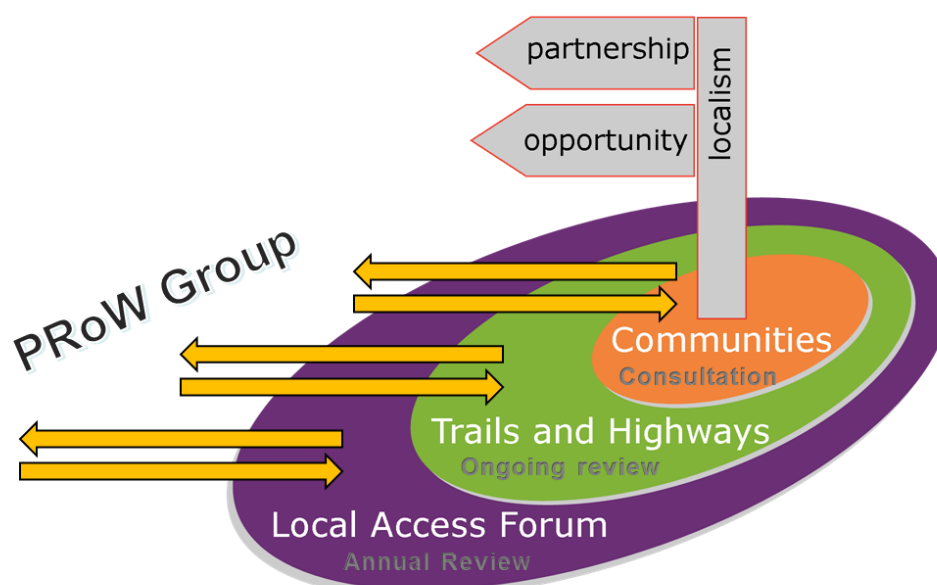 partnership
opportunity
localism
PRoW Group
Communities
Consultation
Trails and Highways
Ongoing review
Local Access Forum
Annual Review